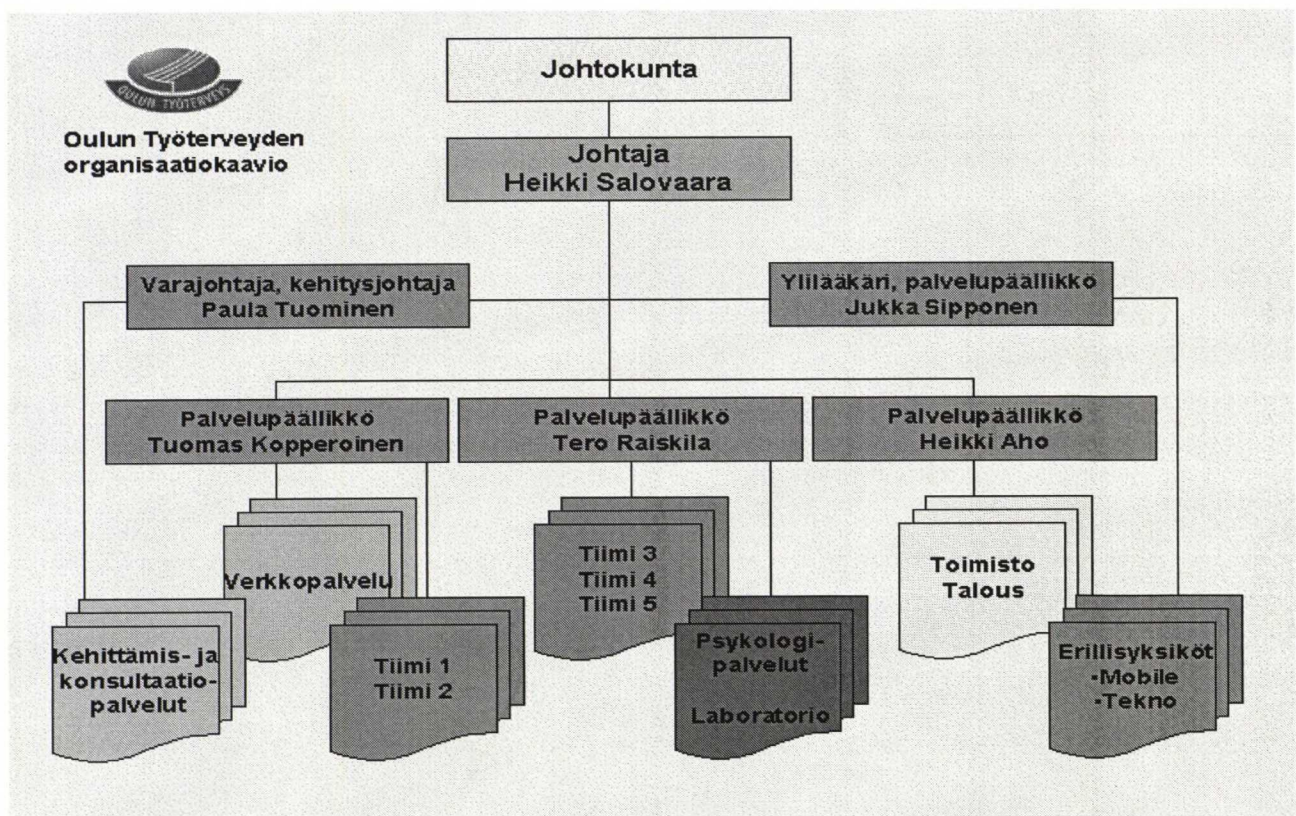 OULUN TYÖTERVEYS
Oulun Työterveyden
organisaatiokaavio
Johtokunta
Johtaja
Heikki Salovaara
Varajohtaja, kehitysjohtaja
Paula Tuominen
Ylilääkäri, palvelupäällikkö
Jukka Sipponen
Palvelupäällikkö
Tuomas Kopperoinen
Palvelupäällikkö
Tero Raiskila
Palvelupäällikkö
Heikki Aho
Verkkopalvelu
Tiimi 3
Tiimi 4
Tiimi 5
Toimisto
Talous
Kehittämis- ja
konsultaatio-
palvelut
Tiimi 1
Tiimi 2
Psykologi-
palvelut
Laboratorio
Erillisyksiköt
-Mobile
-Tekno